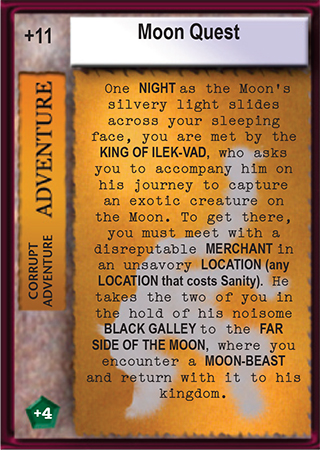 +11
Moon Quest
ADVENTURE
CORRUPT
ADVENTURE
One NIGHT as the Moon's
silvery light slides
across your sleeping
face, you are met by the
KING OF ILEK-VAD, who asks
you to accompany him on
his journey to capture
an exotic creature on
the Moon. To get there,
you must meet with a
disreputable MERCHANT in
an unsavory LOCATION (any
LOCATION that costs Sanity). He
takes the two of you in
the hold of his noisome
BLACK GALLEY to the FAR
SIDE OF THE MOON, where you
encounter a MOON-BEAST
and return with it to his
kingdom.
+4